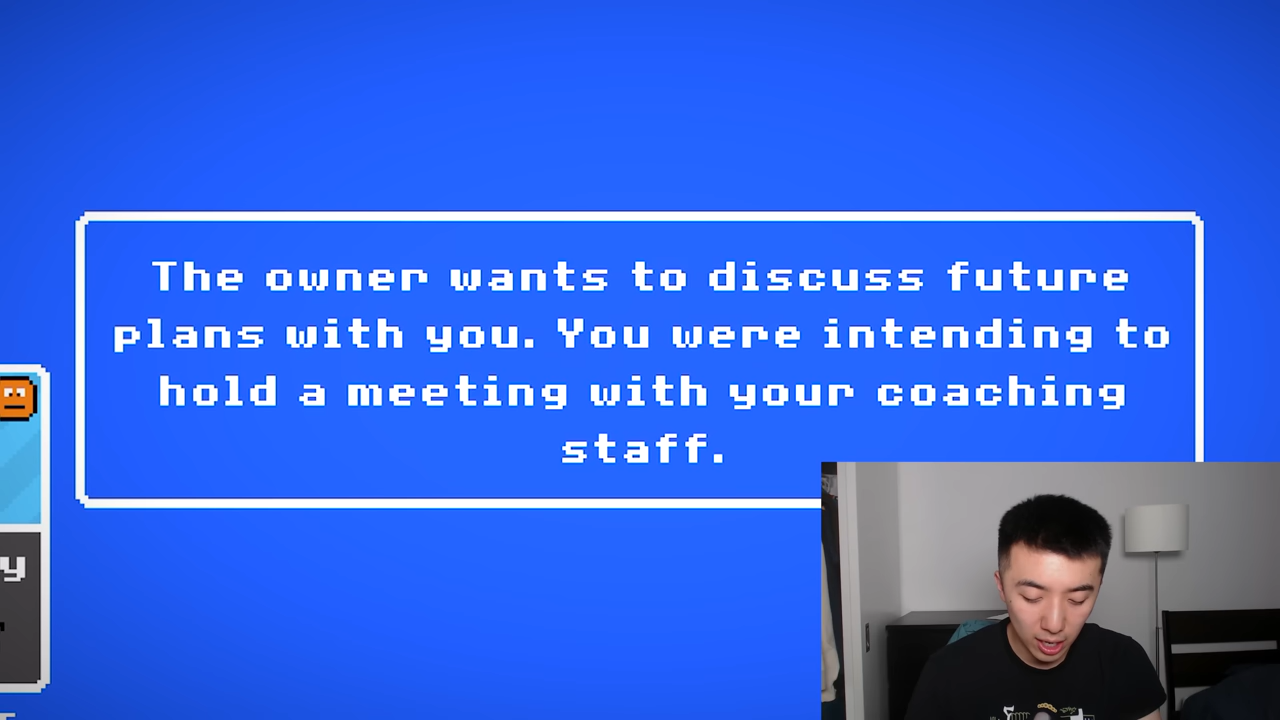 The owner wants to discuss future
plans with you. You were intending to
hold a meeting with your coaching
staff.
y